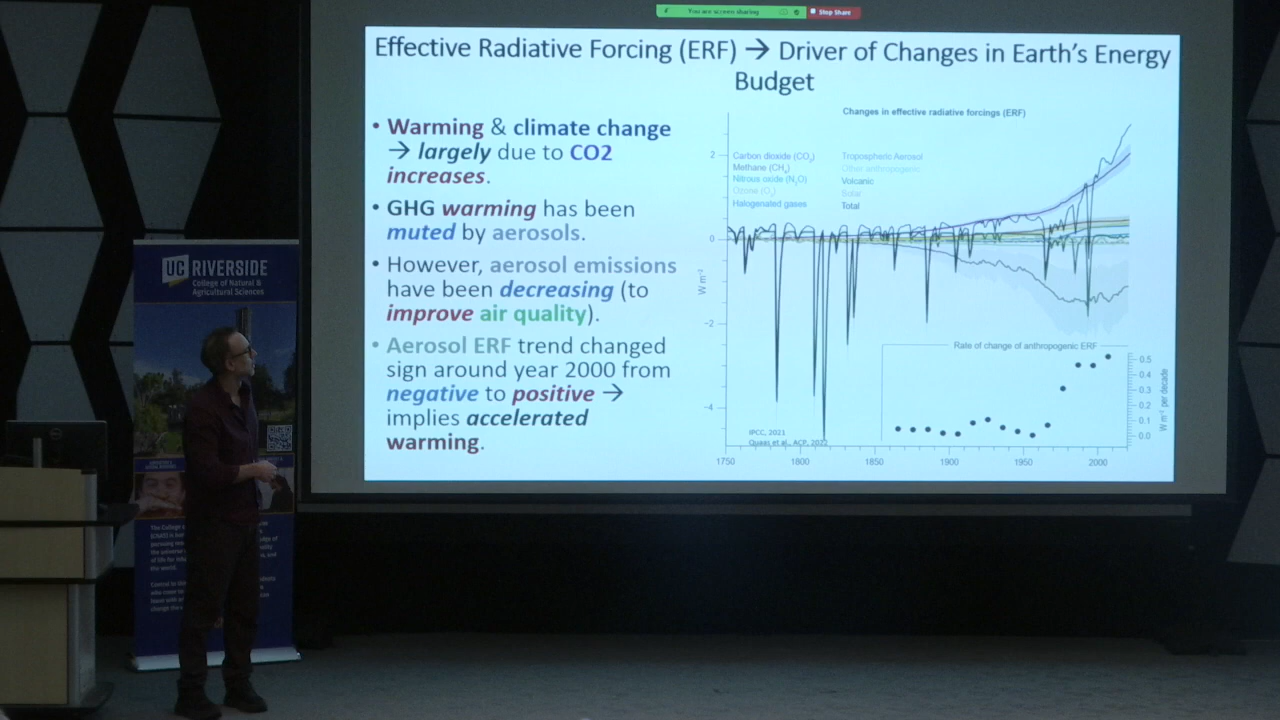 You are screen sharing
Stop Share
Effective Radiative Forcing (ERF) → Driver of Changes in Earth's Energy
Budget
• Warming & climate change
→ largely due to CO2
increases.
• GHG warming has been
muted by aerosols.
• However, aerosol emissions
have been decreasing (to
improve air quality).
• Aerosol ERF trend changed
sign around year 2000 from
negative to positive →
implies accelerated
warming.
Changes in effective radiative forcings (ERF)
Carbon dioxide (CO₂)
Methane (CH₄)
Nitrous oxide (N₂O)
Ozone (O₃)
Halogenated gases
Tropospheric Aerosol
Other anthropogenic
Volcanic
Solar
Total
2
0
-2
-4
W m⁻²
Rate of change of anthropogenic ERF
0.5
0.4
0.3
0.2
0.1
0.0
W m⁻² per decade
IPCC, 2021
Quaas et al., ACP, 2022
1750 1800 1850 1900 1950 2000
UC RIVERSIDE
College of Natural &
Agricultural Sciences
The College